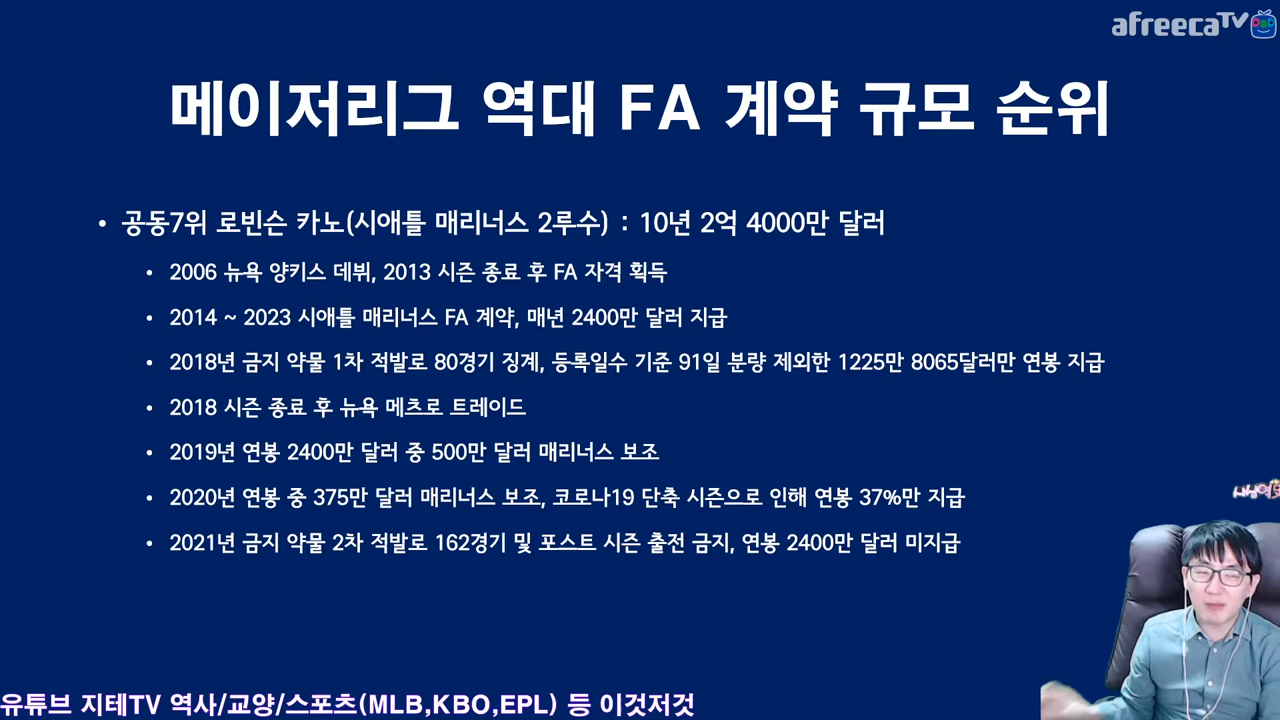 afreecaTV
메이저리그 역대 FA 계약 규모 순위
• 공동7위 로빈슨 카노(시애틀 매리너스 2루수) : 10년 2억 4000만 달러
• 2006 뉴욕 양키스 데뷔, 2013 시즌 종료 후 FA 자격 획득
• 2014 ~ 2023 시애틀 매리너스 FA 계약, 매년 2400만 달러 지급
• 2018년 금지 약물 1차 적발로 80경기 징계, 등록일수 기준 91일 분량 제외한 1225만 8065달러만 연봉 지급
• 2018 시즌 종료 후 뉴욕 메츠로 트레이드
• 2019년 연봉 2400만 달러 중 500만 달러 매리너스 보조
• 2020년 연봉 중 375만 달러 매리너스 보조, 코로나19 단축 시즌으로 인해 연봉 37%만 지급
• 2021년 금지 약물 2차 적발로 162경기 및 포스트 시즌 출전 금지, 연봉 2400만 달러 미지급
유튜브 지테TV 역사/교양/스포츠(MLB,KBO,EPL) 등 이것저것